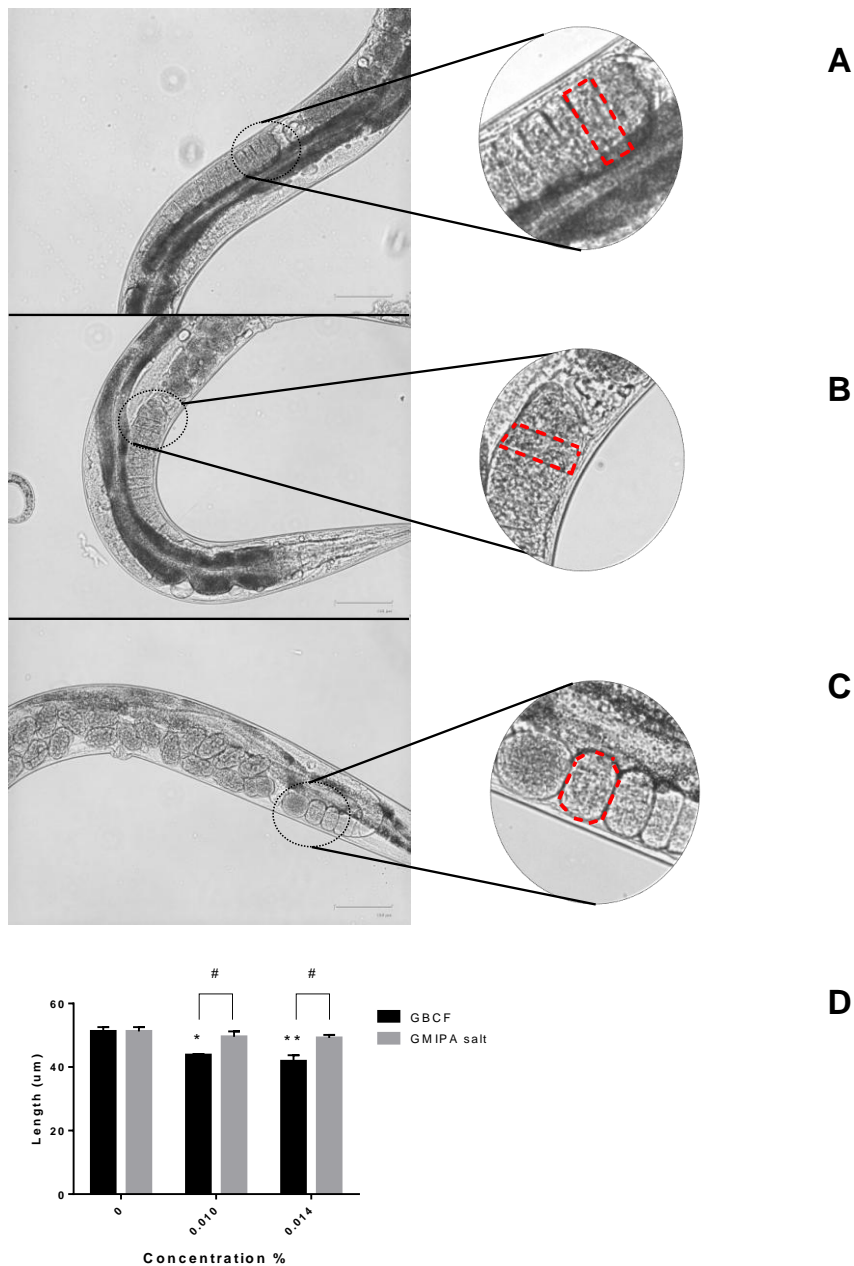 A
B
C
D
# #
60
40
20
0
Length (um)
* **
GBCF
GMIPA salt
0 0.010 0.014
Concentration %